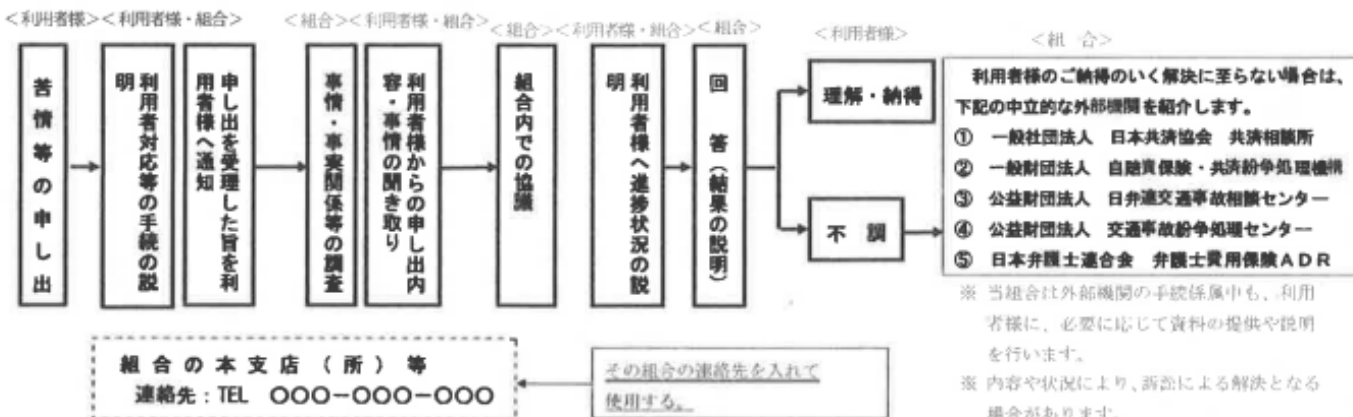 <利用者様>
<利用者様・組合>
<組合>
<利用者様・組合>
<組合>
<利用者様・組合>
<組合>
<利用者様>
<組 合>
苦情等の申し出
申し出を受理した旨を利
用者様へ通知
利用者対応等の手続の説
明
利用者様からの申し出内
容・事情の聞き取り
事情・事実関係等の調査
組合内での協議
利用者様へ進捗状況の説
明
回 答(結果の説明)
理解・納得
不 調
利用者様のご納得のいく解決に至らない場合は、
下記の中立的な外部機関を紹介します。
① 一般社団法人 日本共済協会 共済相談所
② 一般財団法人 自賠責保険・共済紛争処理機構
③ 公益財団法人 日弁連交通事故相談センター
④ 公益財団法人 交通事故紛争処理センター
⑤ 日本弁護士連合会 弁護士費用保険ADR
※ 当組合は外部機関の手続係属中も、利用
者様に、必要に応じて資料の提供や説明
を行います。
※ 内容や状況により、訴訟による解決となる
場合があります。
組合の本支店(所)等
連絡先:TEL 〇〇〇-〇〇〇-〇〇〇
その組合の連絡先を入れて
使用する。